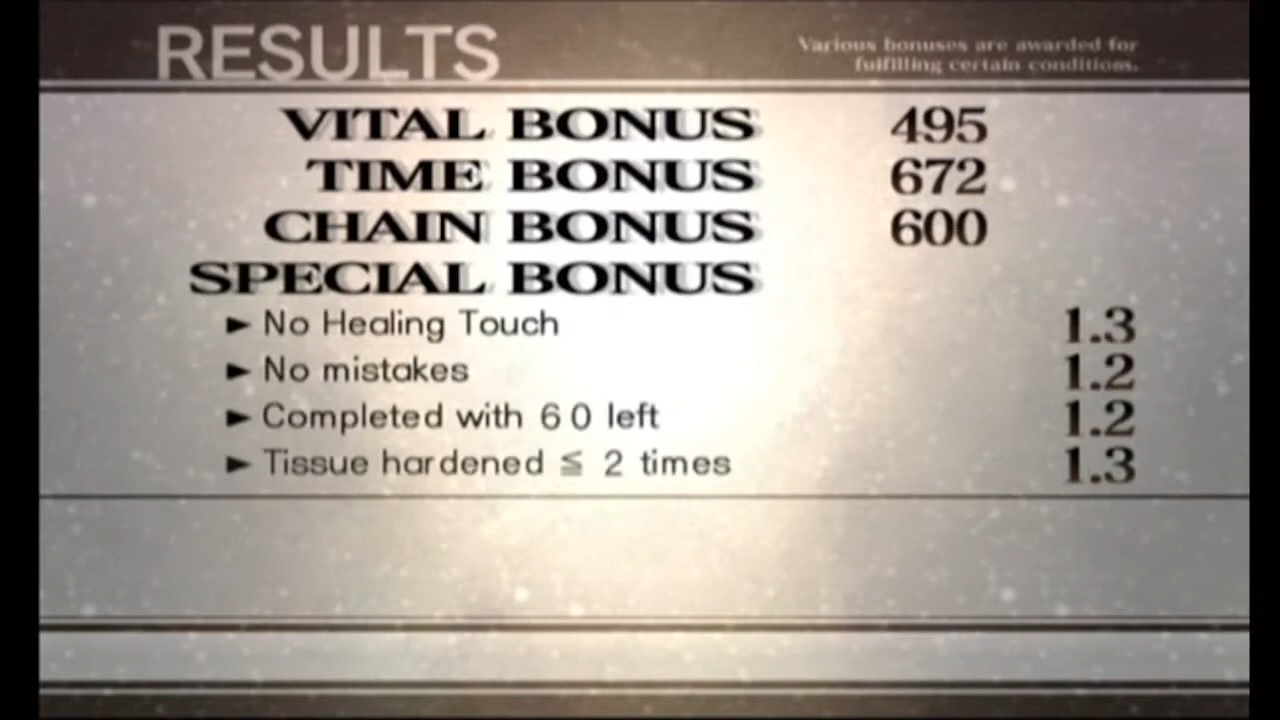 RESULTS
Various bonuses are awarded for
fulfilling certain conditions.
VITAL BONUS 495
TIME BONUS 672
CHAIN BONUS 600
SPECIAL BONUS
► No Healing Touch 1.3
► No mistakes 1.2
► Completed with 60 left 1.2
► Tissue hardened ≦ 2 times 1.3